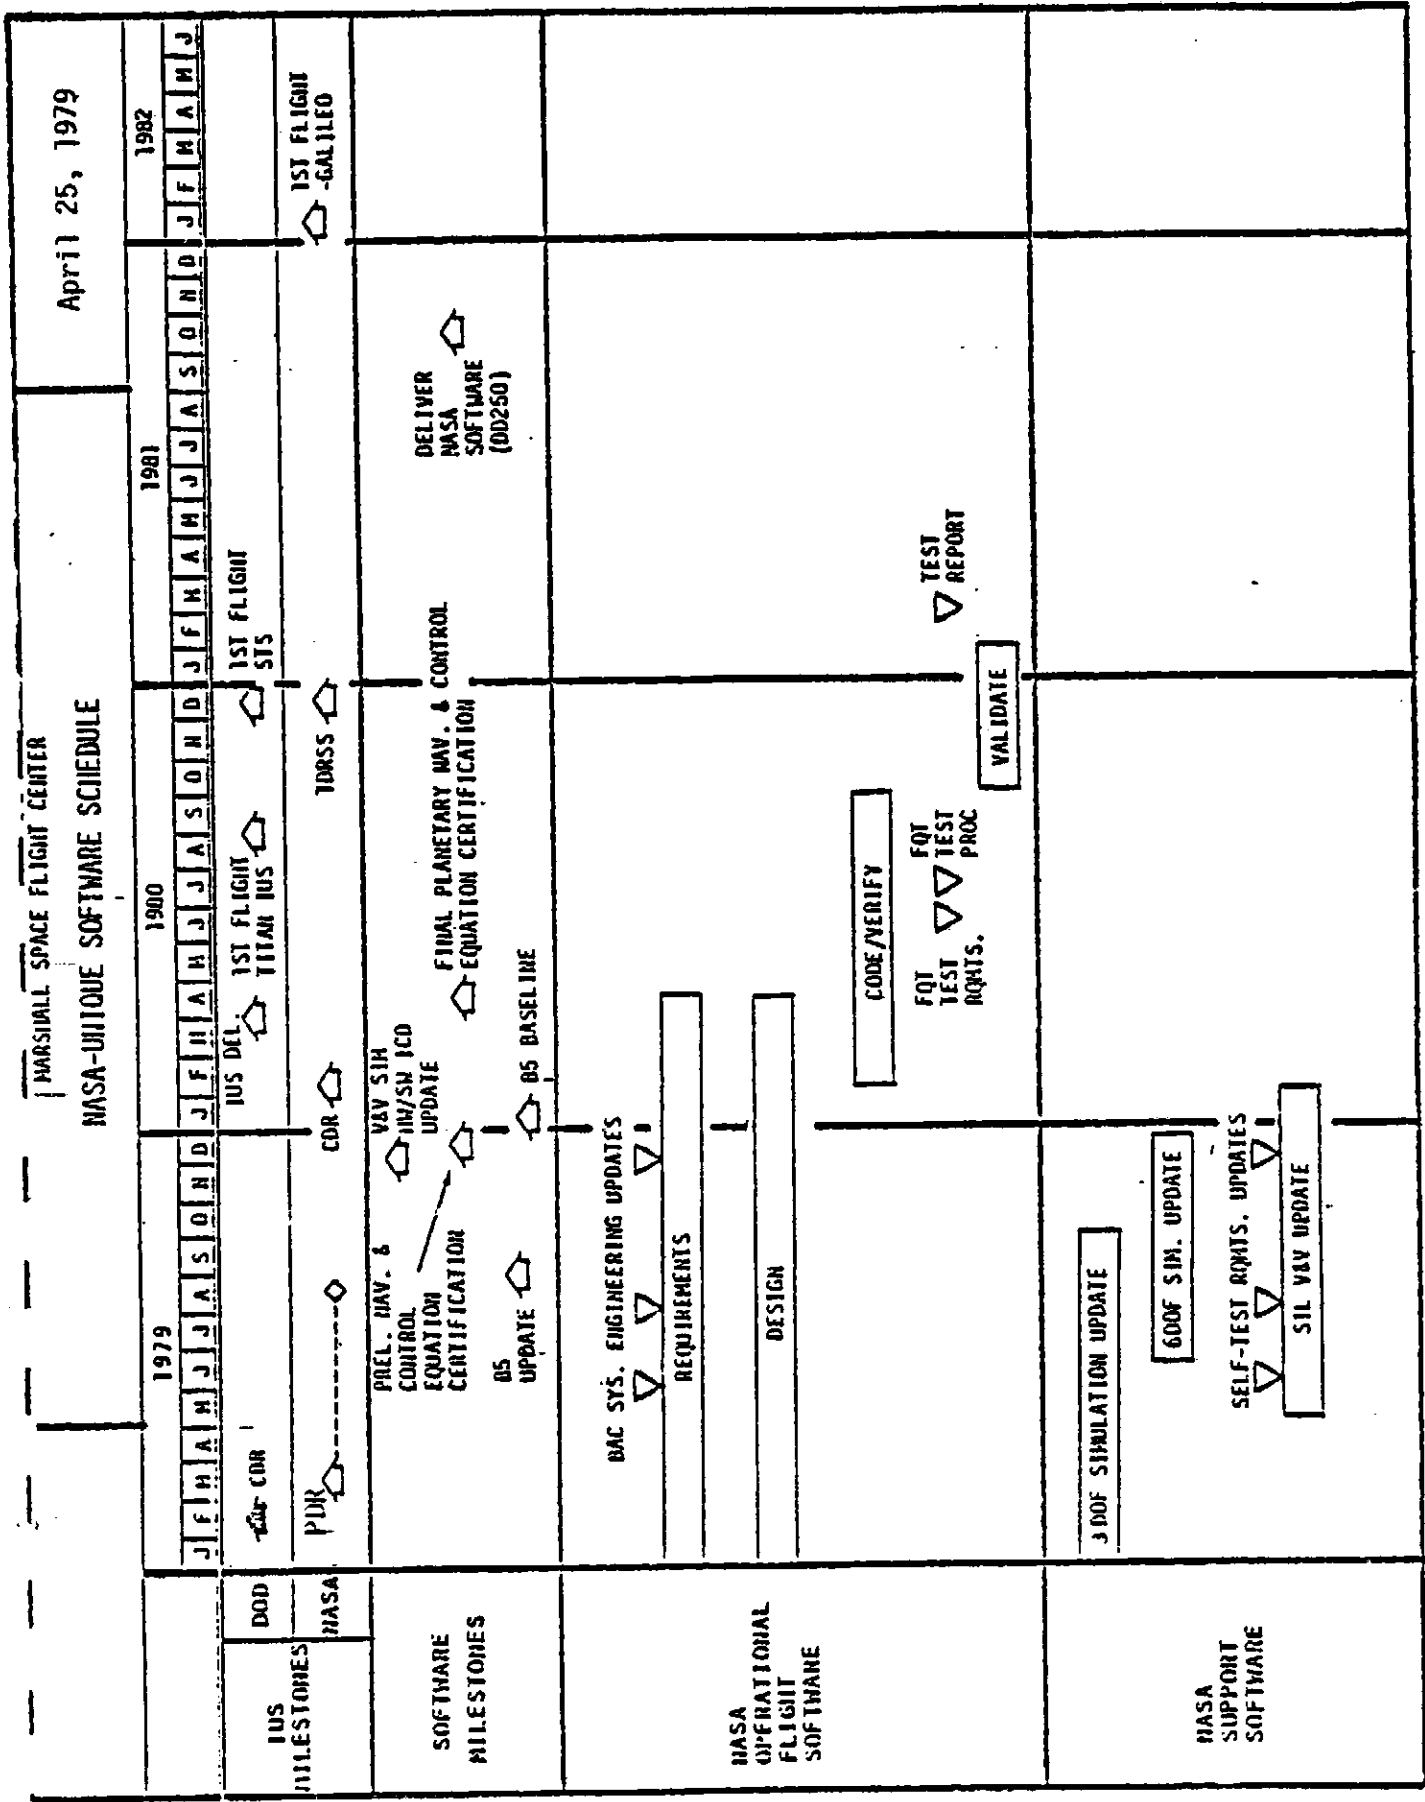 MARSHALL SPACE FLIGHT CENTER
NASA-UNIQUE SOFTWARE SCHEDULE
April 25, 1979
1979
1980
1981
1982
J F M A M J J A S O N D J F M A M J J A S O N D J F M A M J J A S O N D J F M A M J
IUS
MILESTONES
DOD
CDR
IUS DEL.
1ST FLIGHT
TITAN IUS
1ST FLIGHT
STS
NASA
PDR
CDR
TDRSS
1ST FLIGHT
-GALILEO
SOFTWARE
MILESTONES
PREL. NAV. &
CONTROL
EQUATION
CERTIFICATION
V&V SIM
HW/SW ICD
UPDATE
FINAL PLANETARY NAV. & CONTROL
EQUATION CERTIFICATION
DELIVER
NASA
SOFTWARE
(DD250)
B5
UPDATE
B5 BASELINE
NASA
OPERATIONAL
FLIGHT
SOFTWARE
BAC SYS. ENGINEERING UPDATES
REQUIREMENTS
DESIGN
CODE/VERIFY
FQT
TEST
RQMTS.
FQT
TEST
PROC
TEST
REPORT
VALIDATE
NASA
SUPPORT
SOFTWARE
3 DOF SIMULATION UPDATE
6DOF SIM. UPDATE
SELF-TEST RQMTS. UPDATES
SIL V&V UPDATE